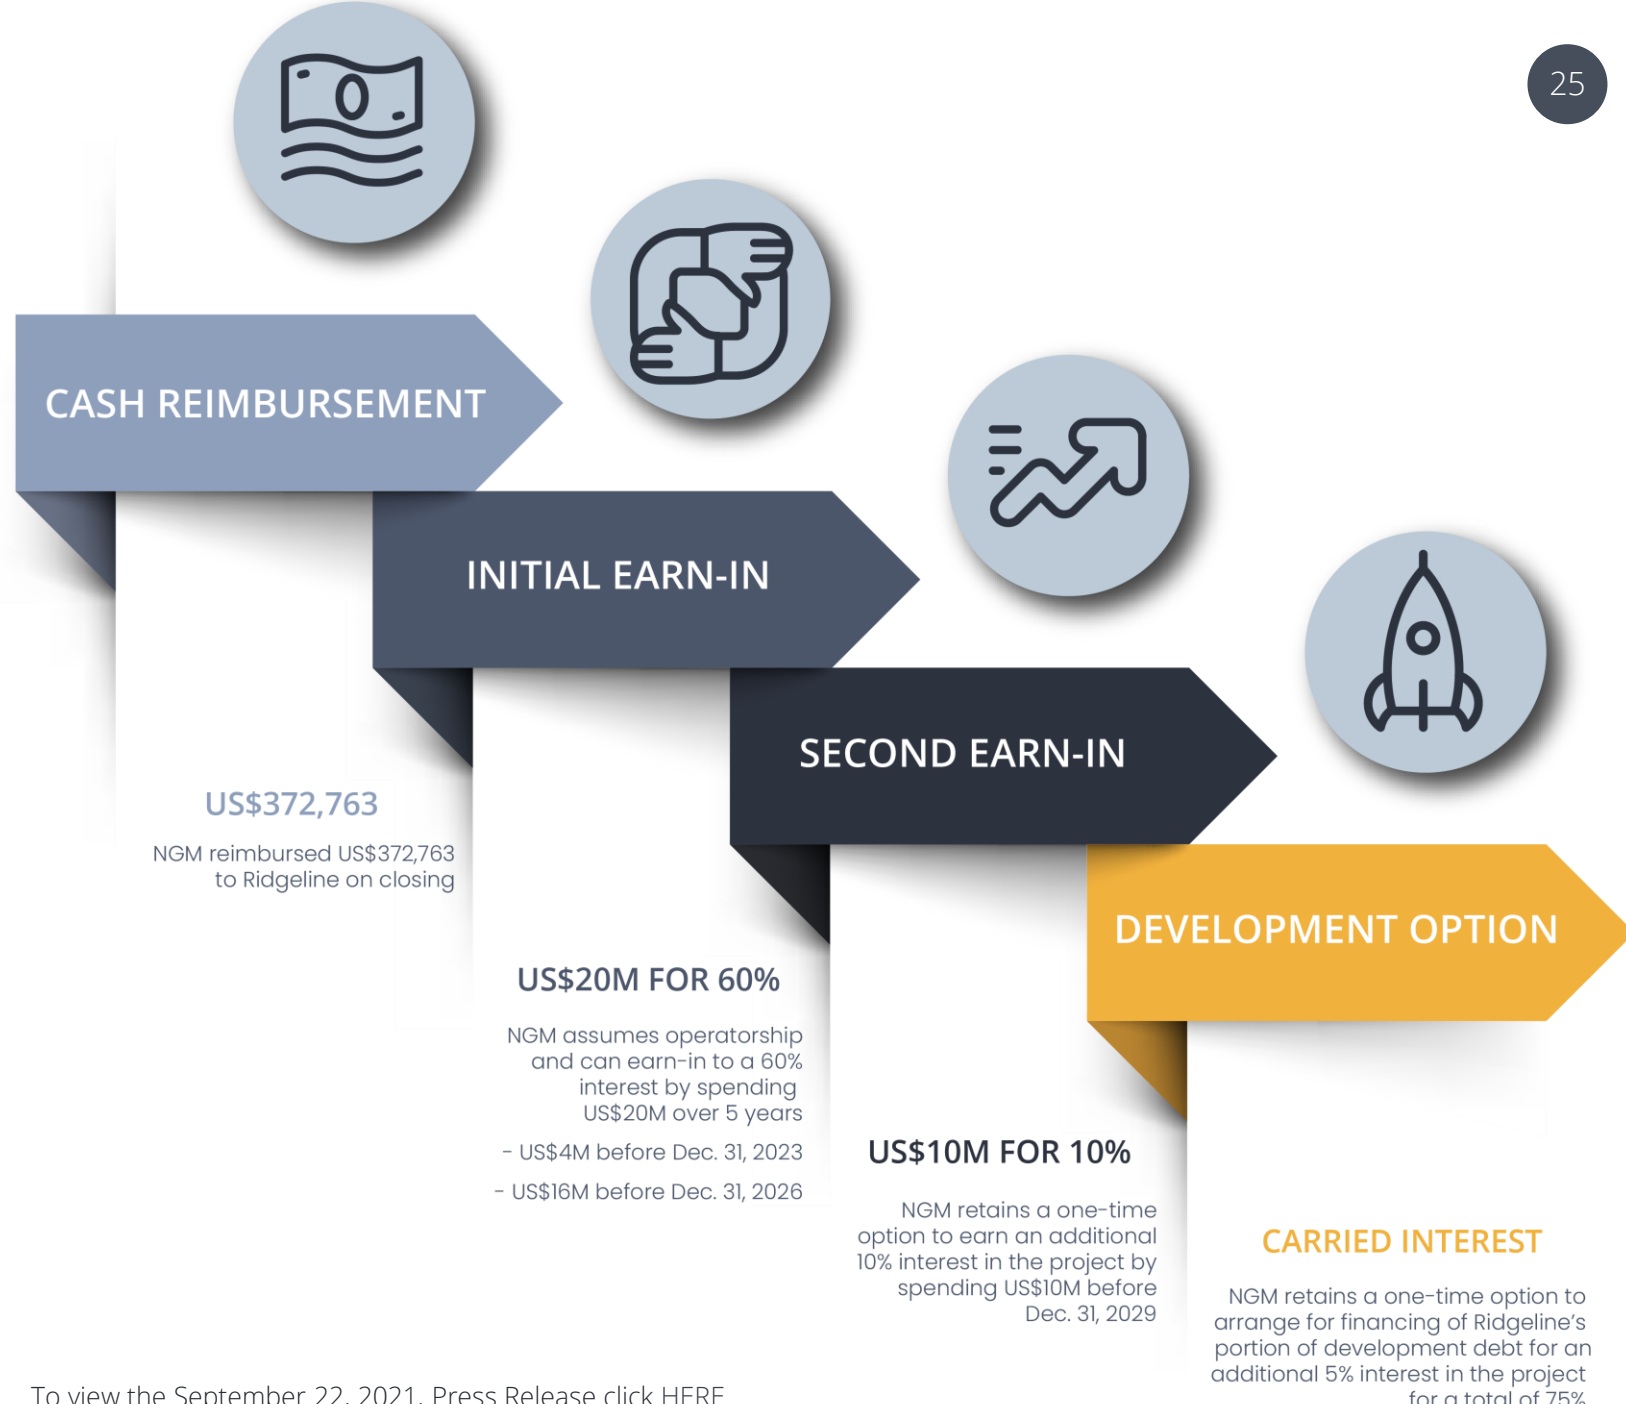 25
CASH REIMBURSEMENT
US$372,763
NGM reimbursed US$372,763
to Ridgeline on closing
INITIAL EARN-IN
US$20M FOR 60%
NGM assumes operatorship
and can earn-in to a 60%
interest by spending
US$20M over 5 years
- US$4M before Dec. 31, 2023
- US$16M before Dec. 31, 2026
SECOND EARN-IN
US$10M FOR 10%
NGM retains a one-time
option to earn an additional
10% interest in the project by
spending US$10M before
Dec. 31, 2029
DEVELOPMENT OPTION
CARRIED INTEREST
NGM retains a one-time option to
arrange for financing of Ridgeline's
portion of development debt for an
additional 5% interest in the project
for a total of 75%
To view the September 22, 2021, Press Release click HERE